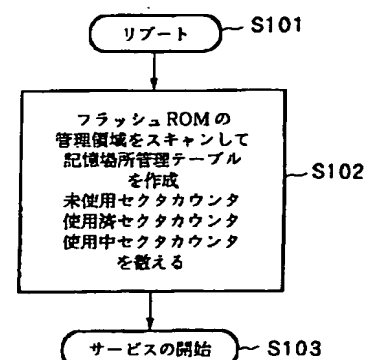 リブート
S101
フラッシュROMの
管理領域をスキャンして
記憶場所管理テーブル
を作成
未使用セクタカウンタ
使用済セクタカウンタ
使用中セクタカウンタ
を数える
S102
サービスの開始
S103